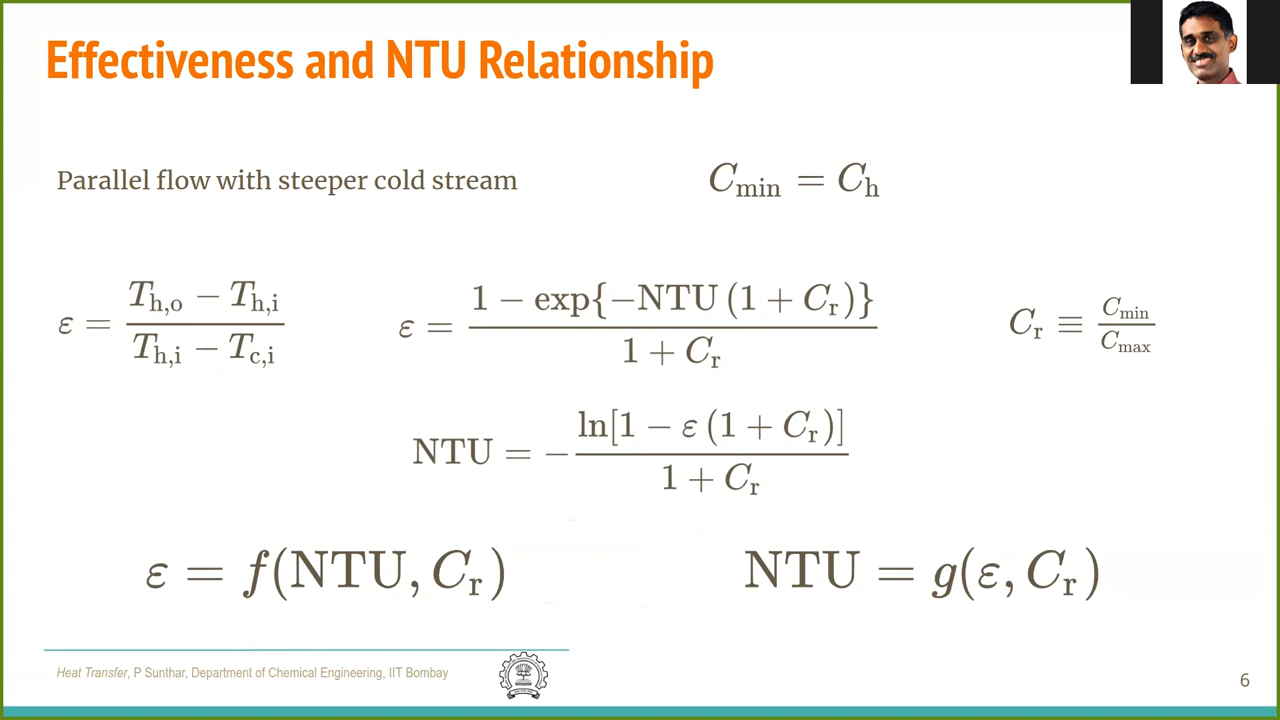 Effectiveness and NTU Relationship
Parallel flow with steeper cold stream
C_min = C_h
ε = (T_h,o − T_h,i) / (T_h,i − T_c,i)
ε = (1 − exp{−NTU (1 + C_r)}) / (1 + C_r)
C_r ≡ C_min / C_max
NTU = − ln[1 − ε (1 + C_r)] / (1 + C_r)
ε = f(NTU, C_r)
NTU = g(ε, C_r)
Heat Transfer, P Sunthar, Department of Chemical Engineering, IIT Bombay
6